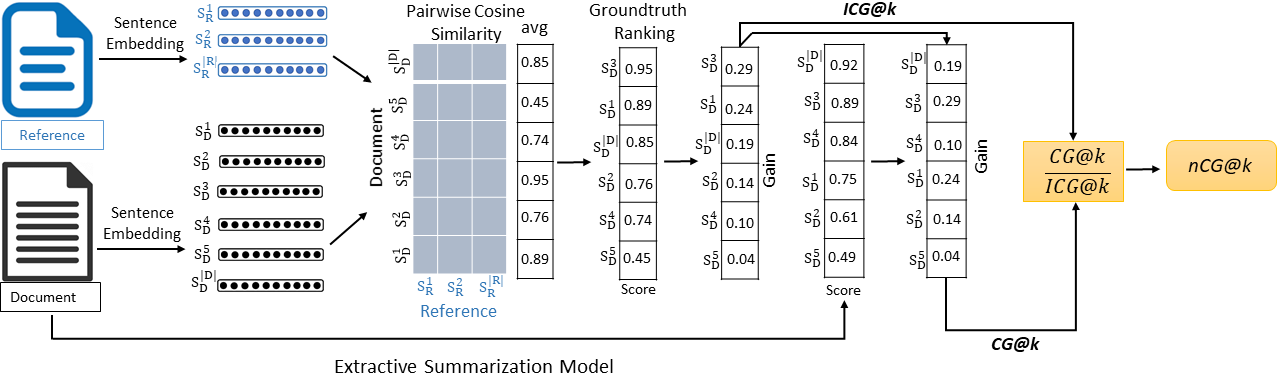 Reference
Sentence
Embedding
S_R^1
S_R^2
S_R^|R|
Document
Sentence
Embedding
S_D^1
S_D^2
S_D^3
S_D^4
S_D^5
S_D^|D|
Pairwise Cosine
Similarity
avg
Document
S_D^|D| 0.85
S_D^5 0.45
S_D^4 0.74
S_D^3 0.95
S_D^2 0.76
S_D^1 0.89
S_R^1 S_R^2 S_R^|R|
Reference
Groundtruth
Ranking
S_D^3 0.95
S_D^1 0.89
S_D^|D| 0.85
S_D^2 0.76
S_D^4 0.74
S_D^5 0.45
Score
S_D^3 0.29
S_D^1 0.24
S_D^|D| 0.19
S_D^2 0.14
S_D^4 0.10
S_D^5 0.04
Gain
ICG@k
S_D^|D| 0.92
S_D^3 0.89
S_D^4 0.84
S_D^1 0.75
S_D^2 0.61
S_D^5 0.49
Score
S_D^|D| 0.19
S_D^3 0.29
S_D^4 0.10
S_D^1 0.24
S_D^2 0.14
S_D^5 0.04
Gain
CG@k
CG@k
ICG@k
nCG@k
Extractive Summarization Model